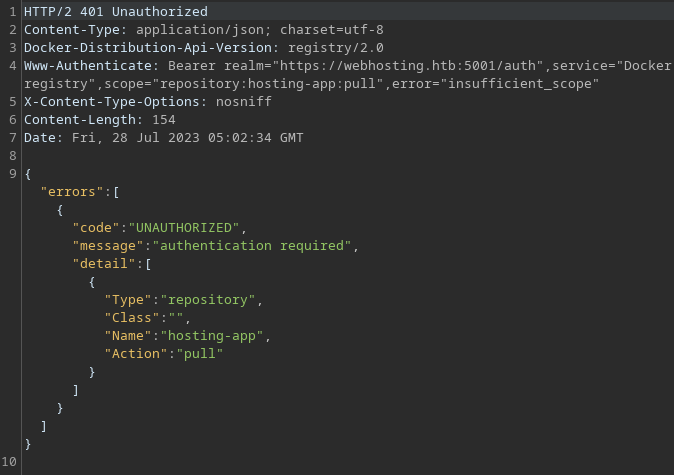 1 HTTP/2 401 Unauthorized
2 Content-Type: application/json; charset=utf-8
3 Docker-Distribution-Api-Version: registry/2.0
4 Www-Authenticate: Bearer realm="https://webhosting.htb:5001/auth",service="Docker
registry",scope="repository:hosting-app:pull",error="insufficient_scope"
5 X-Content-Type-Options: nosniff
6 Content-Length: 154
7 Date: Fri, 28 Jul 2023 05:02:34 GMT
8
9 {
  "errors":[
    {
      "code":"UNAUTHORIZED",
      "message":"authentication required",
      "detail":[
        {
          "Type":"repository",
          "Class":"",
          "Name":"hosting-app",
          "Action":"pull"
        }
      ]
    }
  ]
}
10